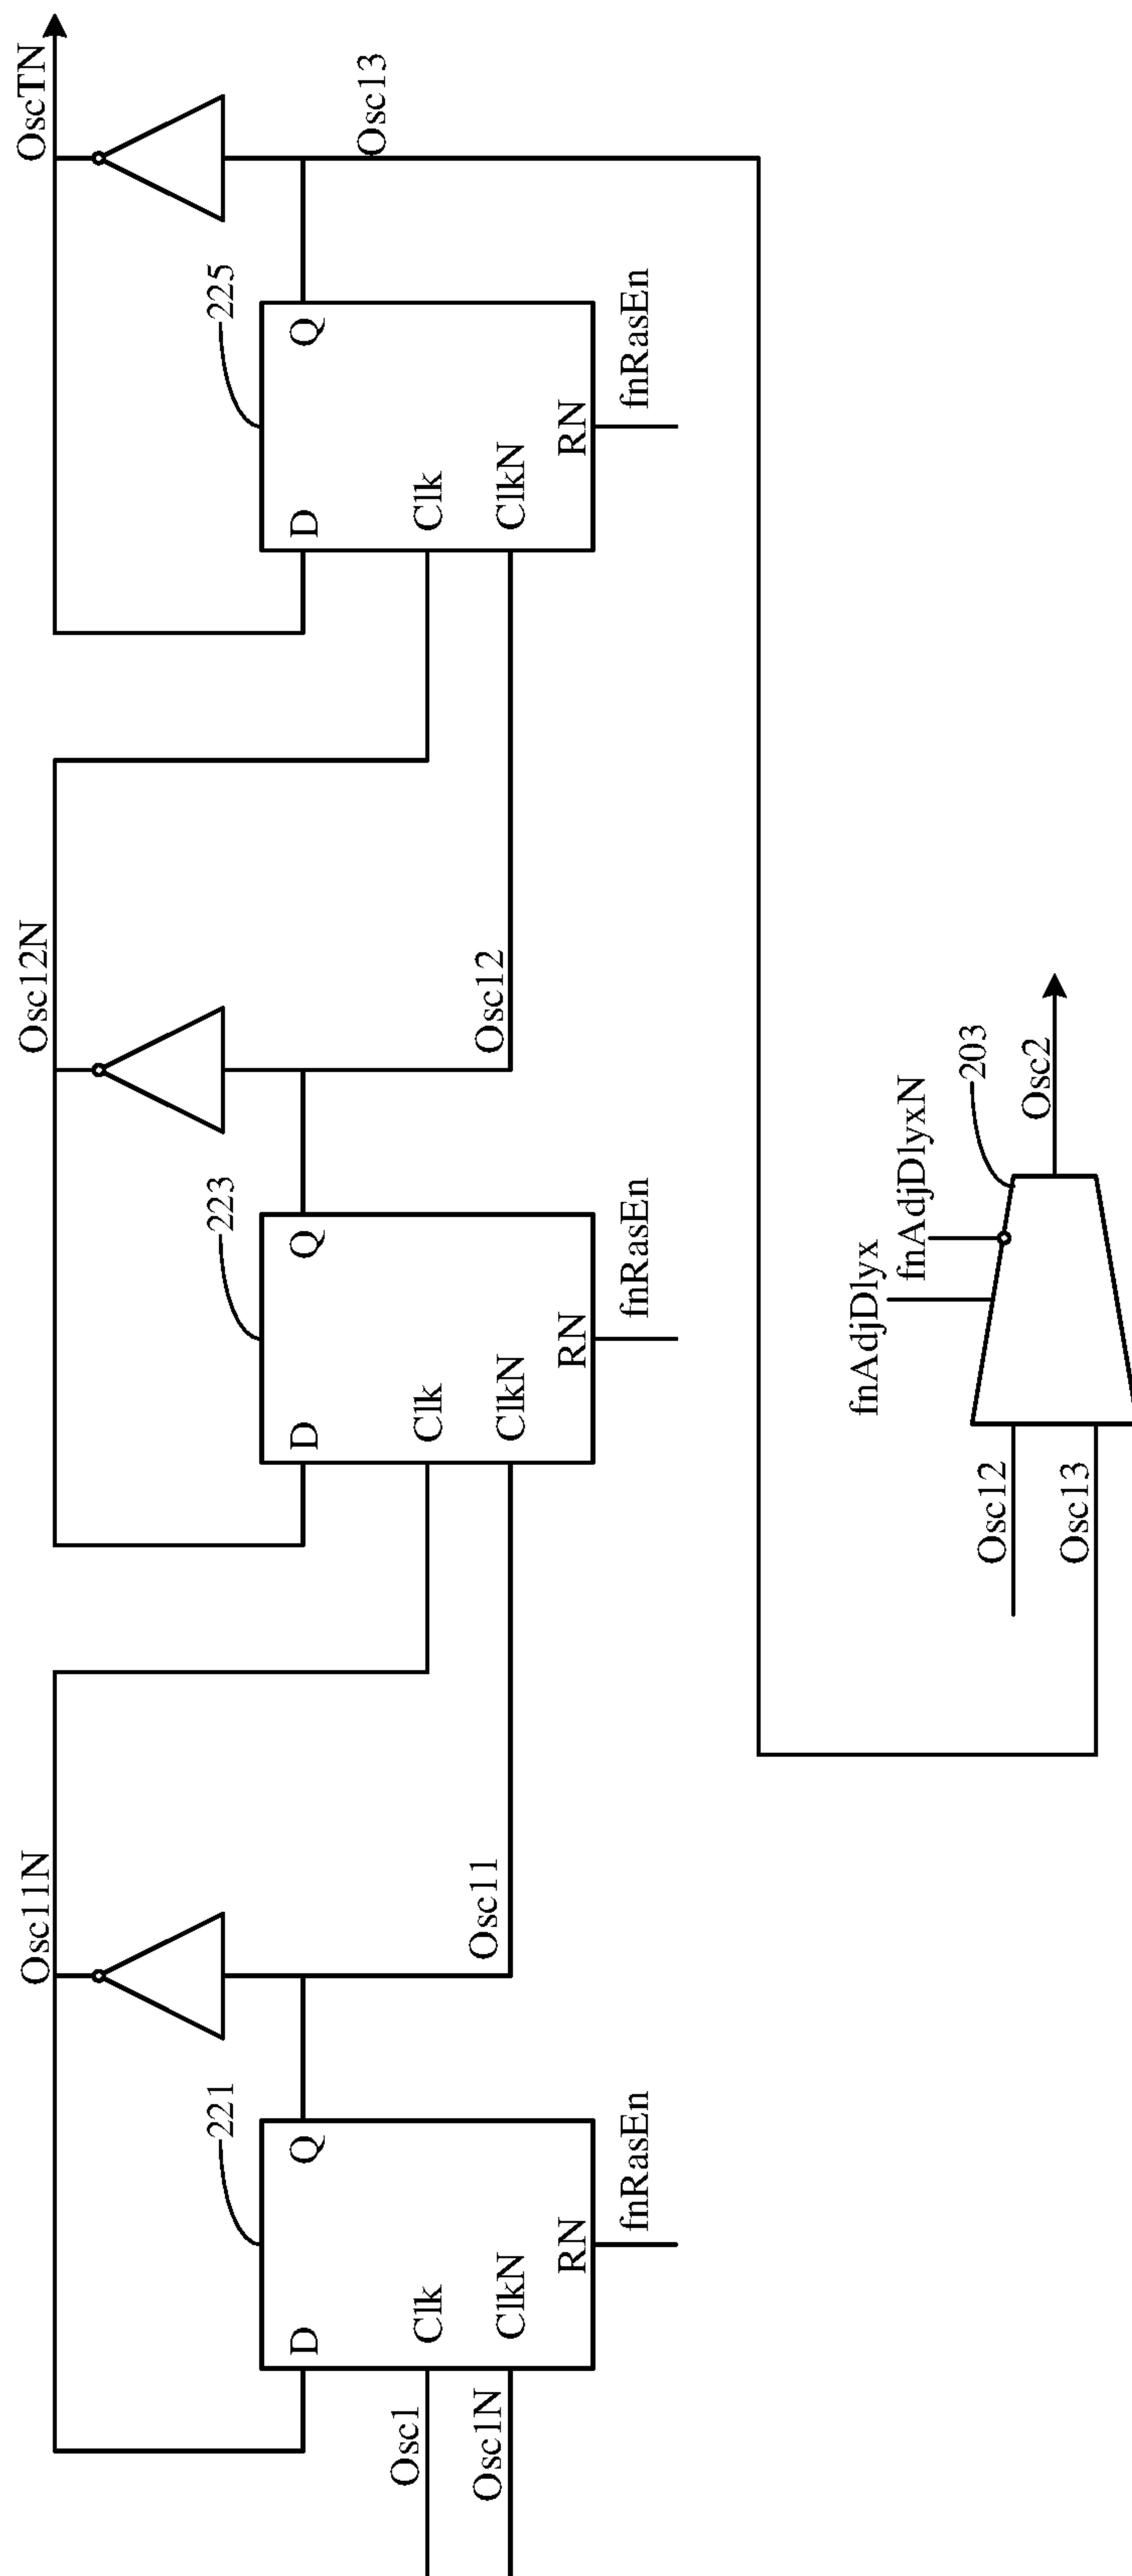 Osc11N
Osc12N
OscTN
221
223
225
D
Q
D
Q
D
Q
Osc13
Osc1
Clk
Clk
Clk
Osc1N
ClkN
Osc11
ClkN
Osc12
ClkN
RN
RN
RN
fnRasEn
fnRasEn
fnRasEn
fnAdjDlyx
fnAdjDlyxN
203
Osc12
Osc2
Osc13